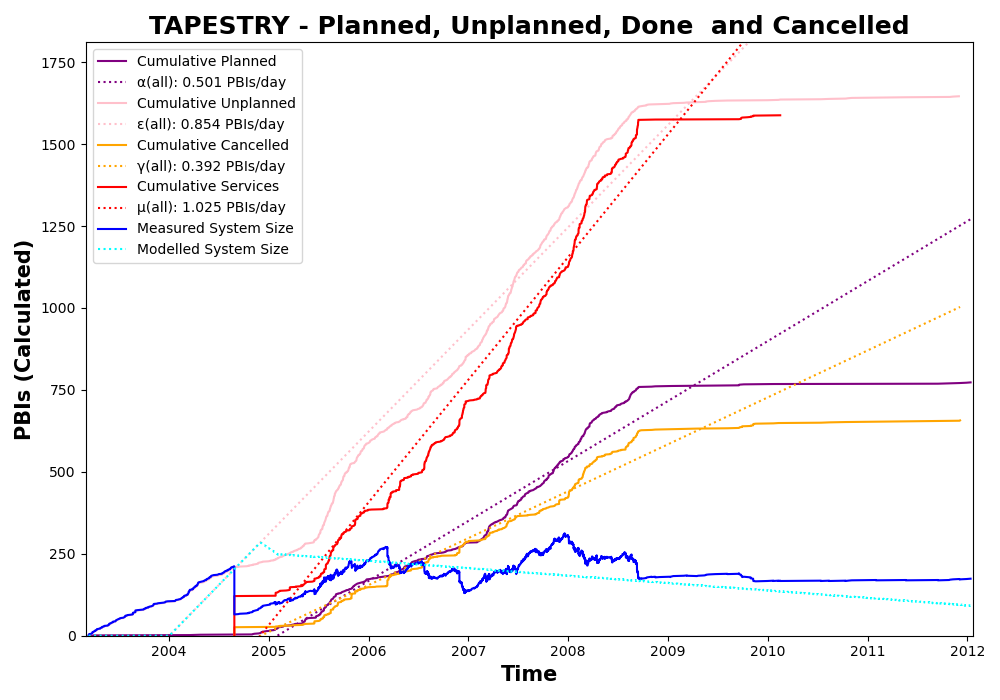 TAPESTRY - Planned, Unplanned, Done  and Cancelled
1750
1500
1250
1000
750
500
250
0
PBIs (Calculated)
Cumulative Planned
α(all): 0.501 PBIs/day
Cumulative Unplanned
ε(all): 0.854 PBIs/day
Cumulative Cancelled
γ(all): 0.392 PBIs/day
Cumulative Services
μ(all): 1.025 PBIs/day
Measured System Size
Modelled System Size
2004 2005 2006 2007 2008 2009 2010 2011 2012
Time